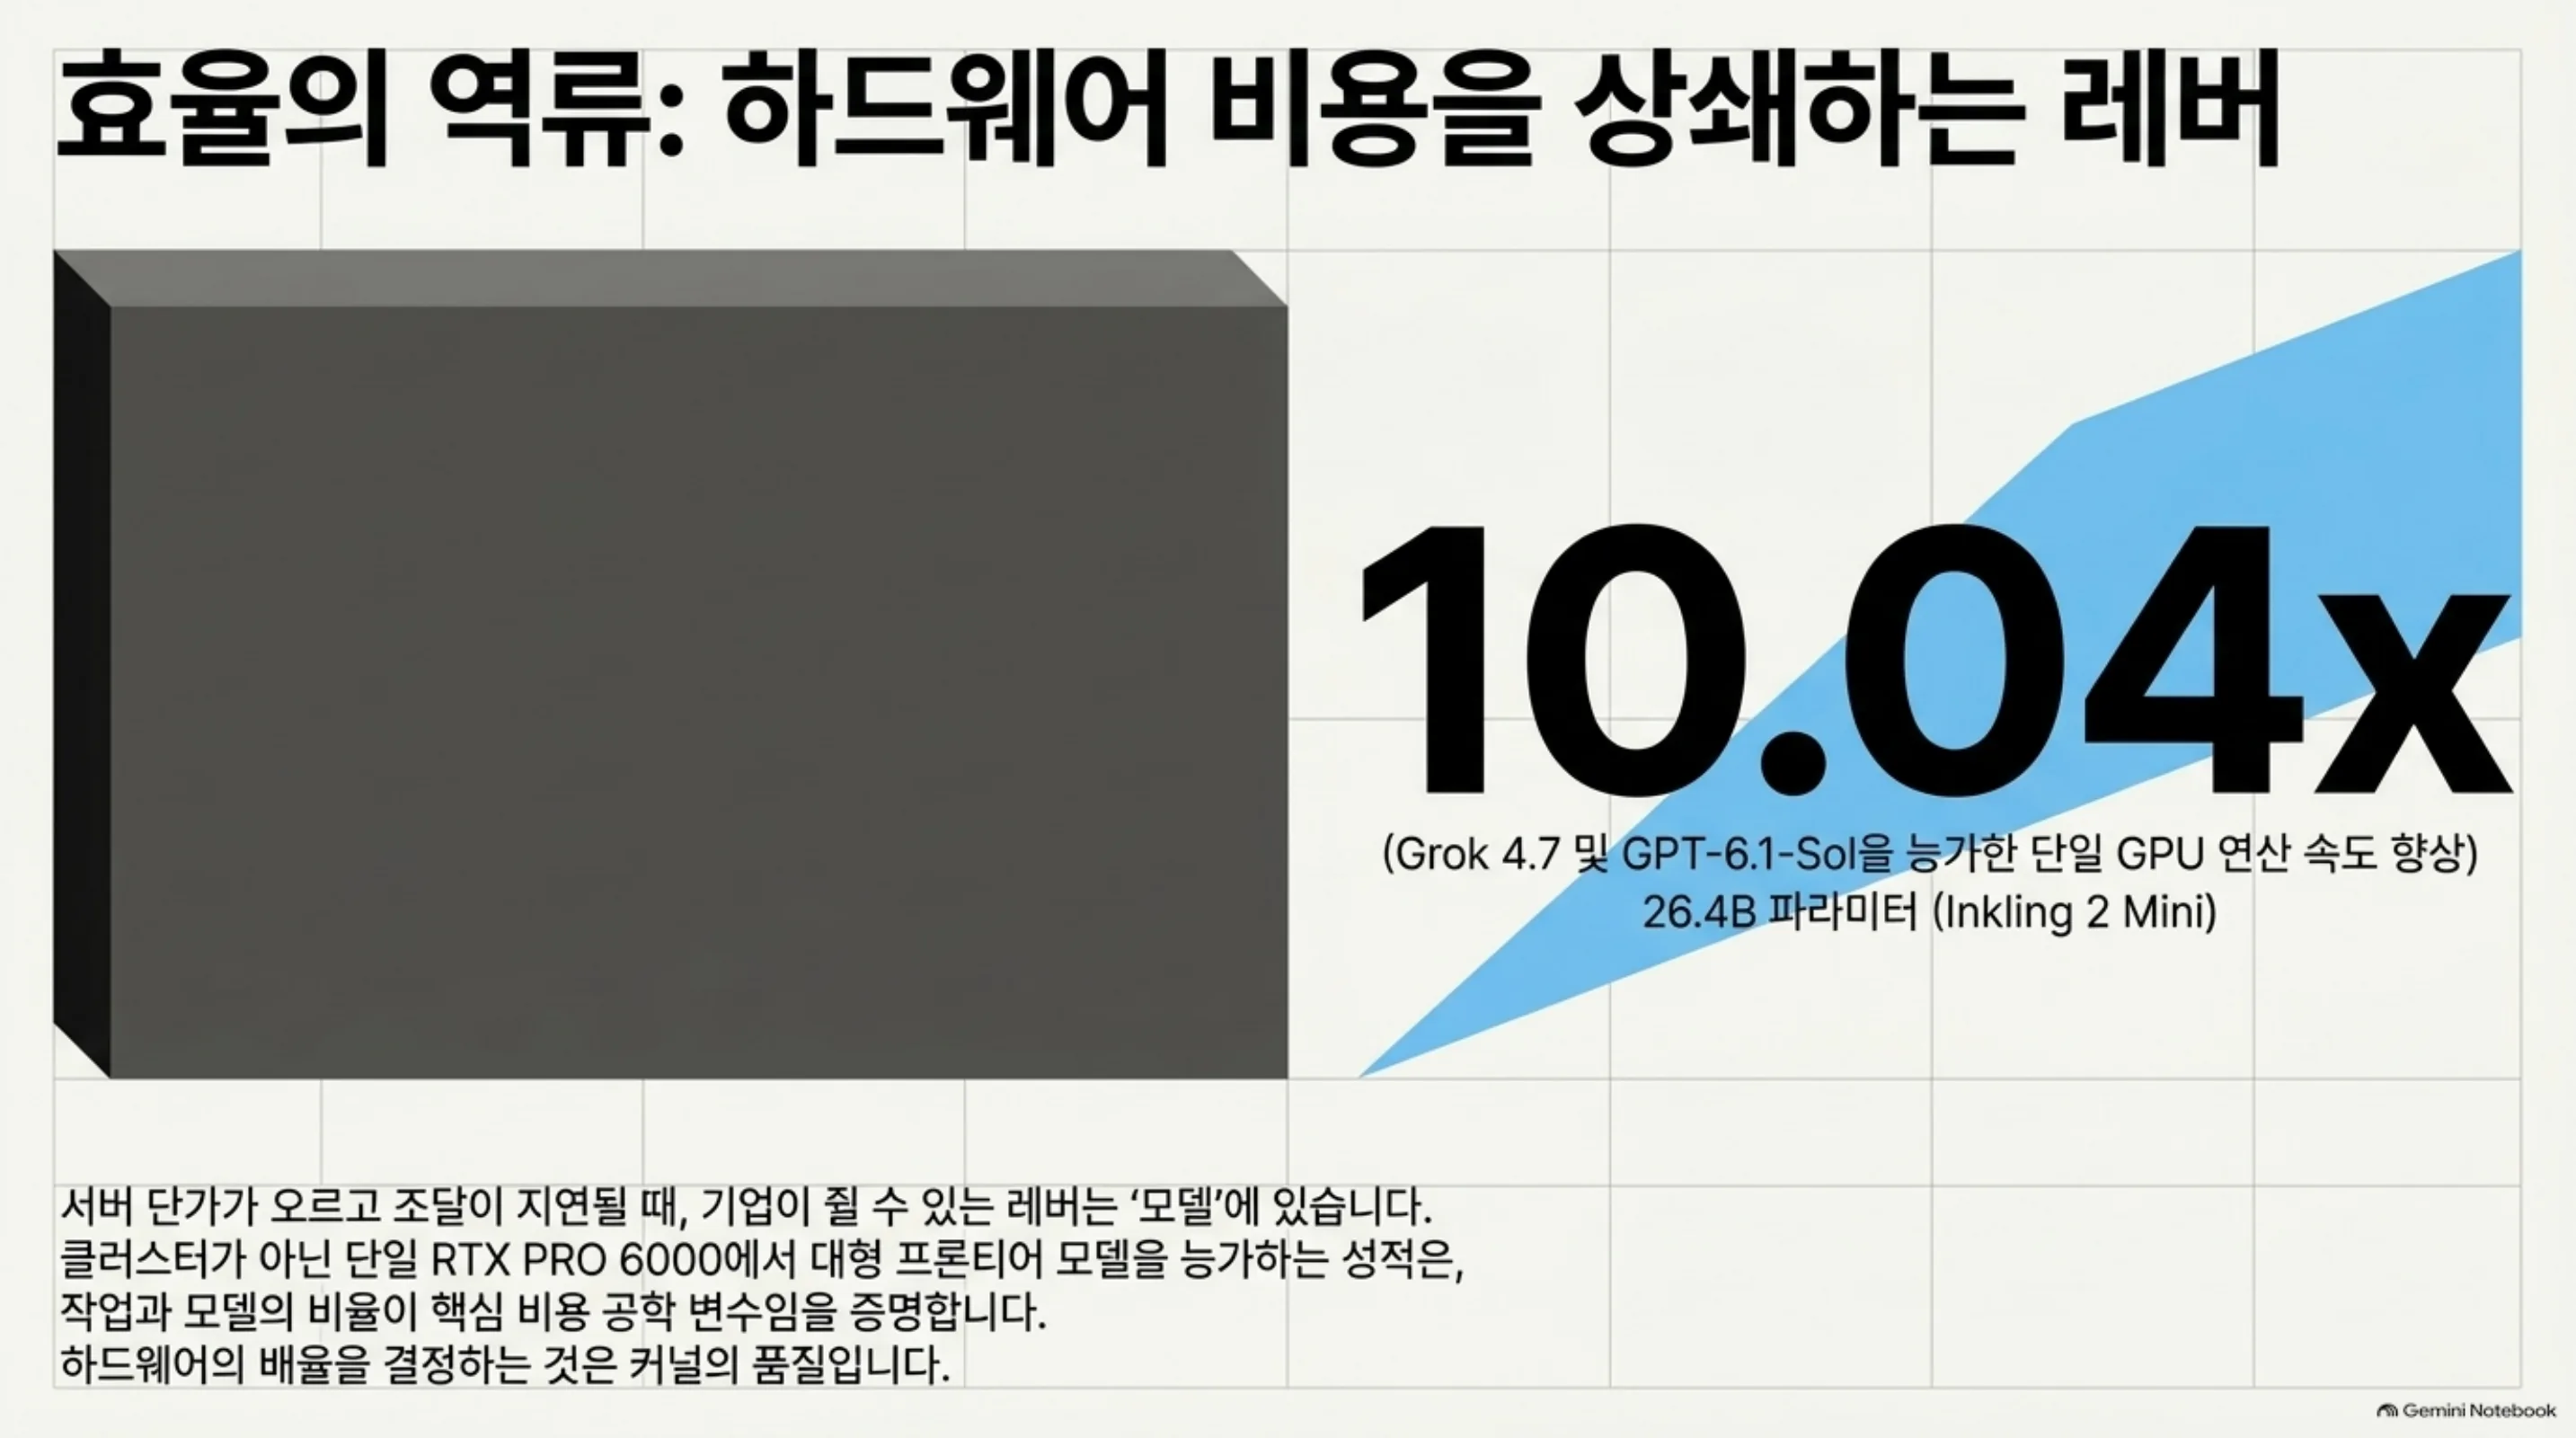 효율의 역류: 하드웨어 비용을 상쇄하는 레버
10.04x
(Grok 4.7 및 GPT-6.1-Sol을 능가한 단일 GPU 연산 속도 향상)
26.4B 파라미터 (Inkling 2 Mini)
서버 단가가 오르고 조달이 지연될 때, 기업이 쥘 수 있는 레버는 ‘모델’에 있습니다.
클러스터가 아닌 단일 RTX PRO 6000에서 대형 프론티어 모델을 능가하는 성적은,
작업과 모델의 비율이 핵심 비용 공학 변수임을 증명합니다.
하드웨어의 배율을 결정하는 것은 커널의 품질입니다.
Gemini Notebook